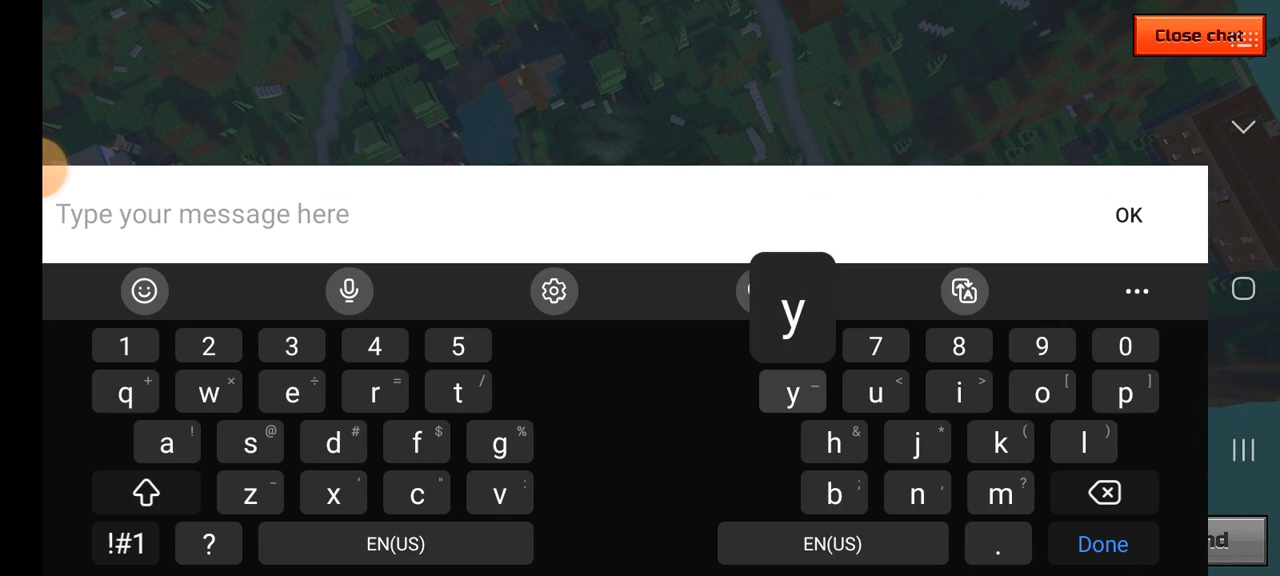 Close chat
Type your message here
OK
y
1 2 3 4 5 7 8 9 0
q + w × e ÷ r = t / y – u < i > o [ p ]
a ! s @ d # f $ g % h & j * k ( l )
z - x ' c " v : b ; n , m ?
!#1 ? EN(US) EN(US) . Done
nd